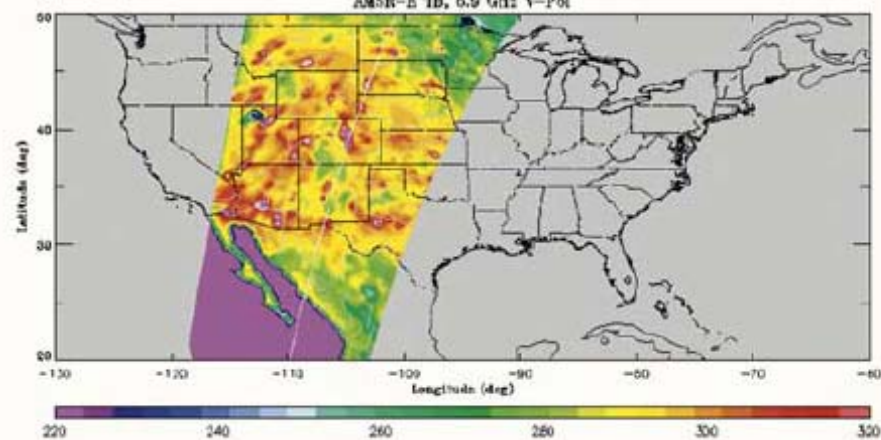 AMSR-E TB, 6.9 GHz V-Pol
50
40
30
20
Latitude (deg)
-130 -120 -110 -100 -90 -80 -70 -60
Longitude (deg)
220 240 260 280 300 320